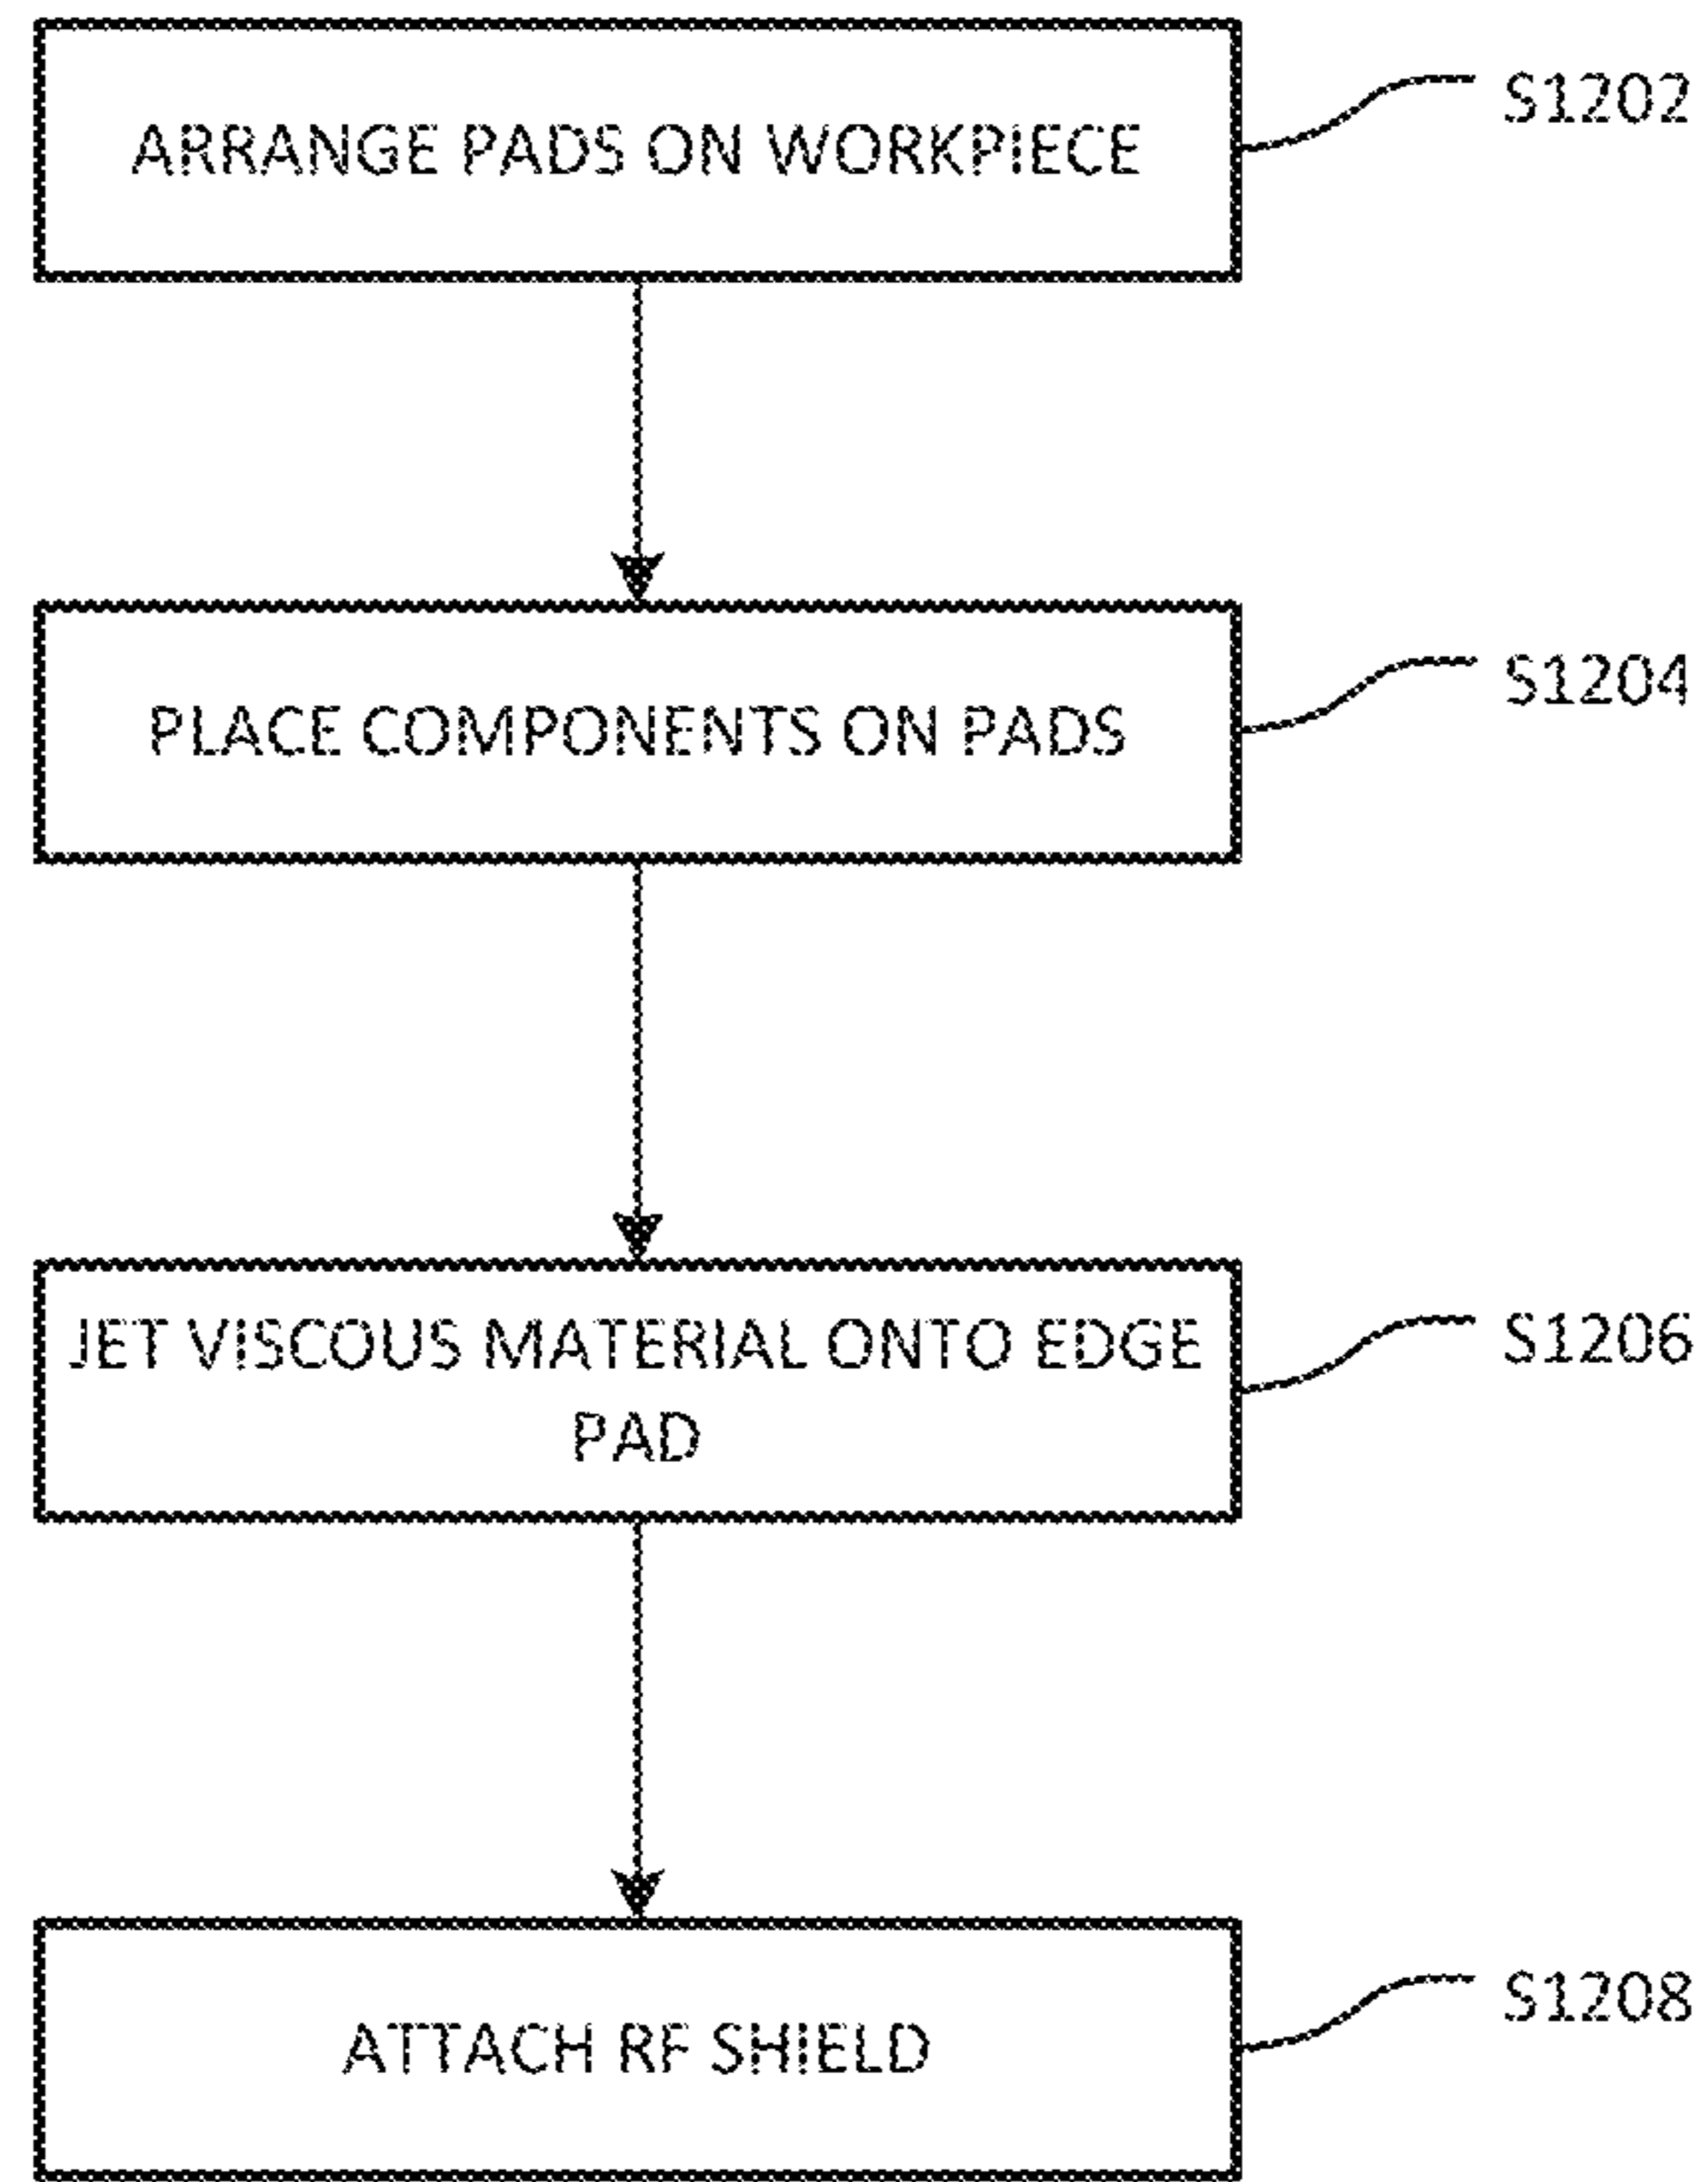 ARRANGE PADS ON WORKPIECE
S1202
PLACE COMPONENTS ON PADS
S1204
JET VISCOUS MATERIAL ONTO EDGE
PAD
S1206
ATTACH RF SHIELD
S1208